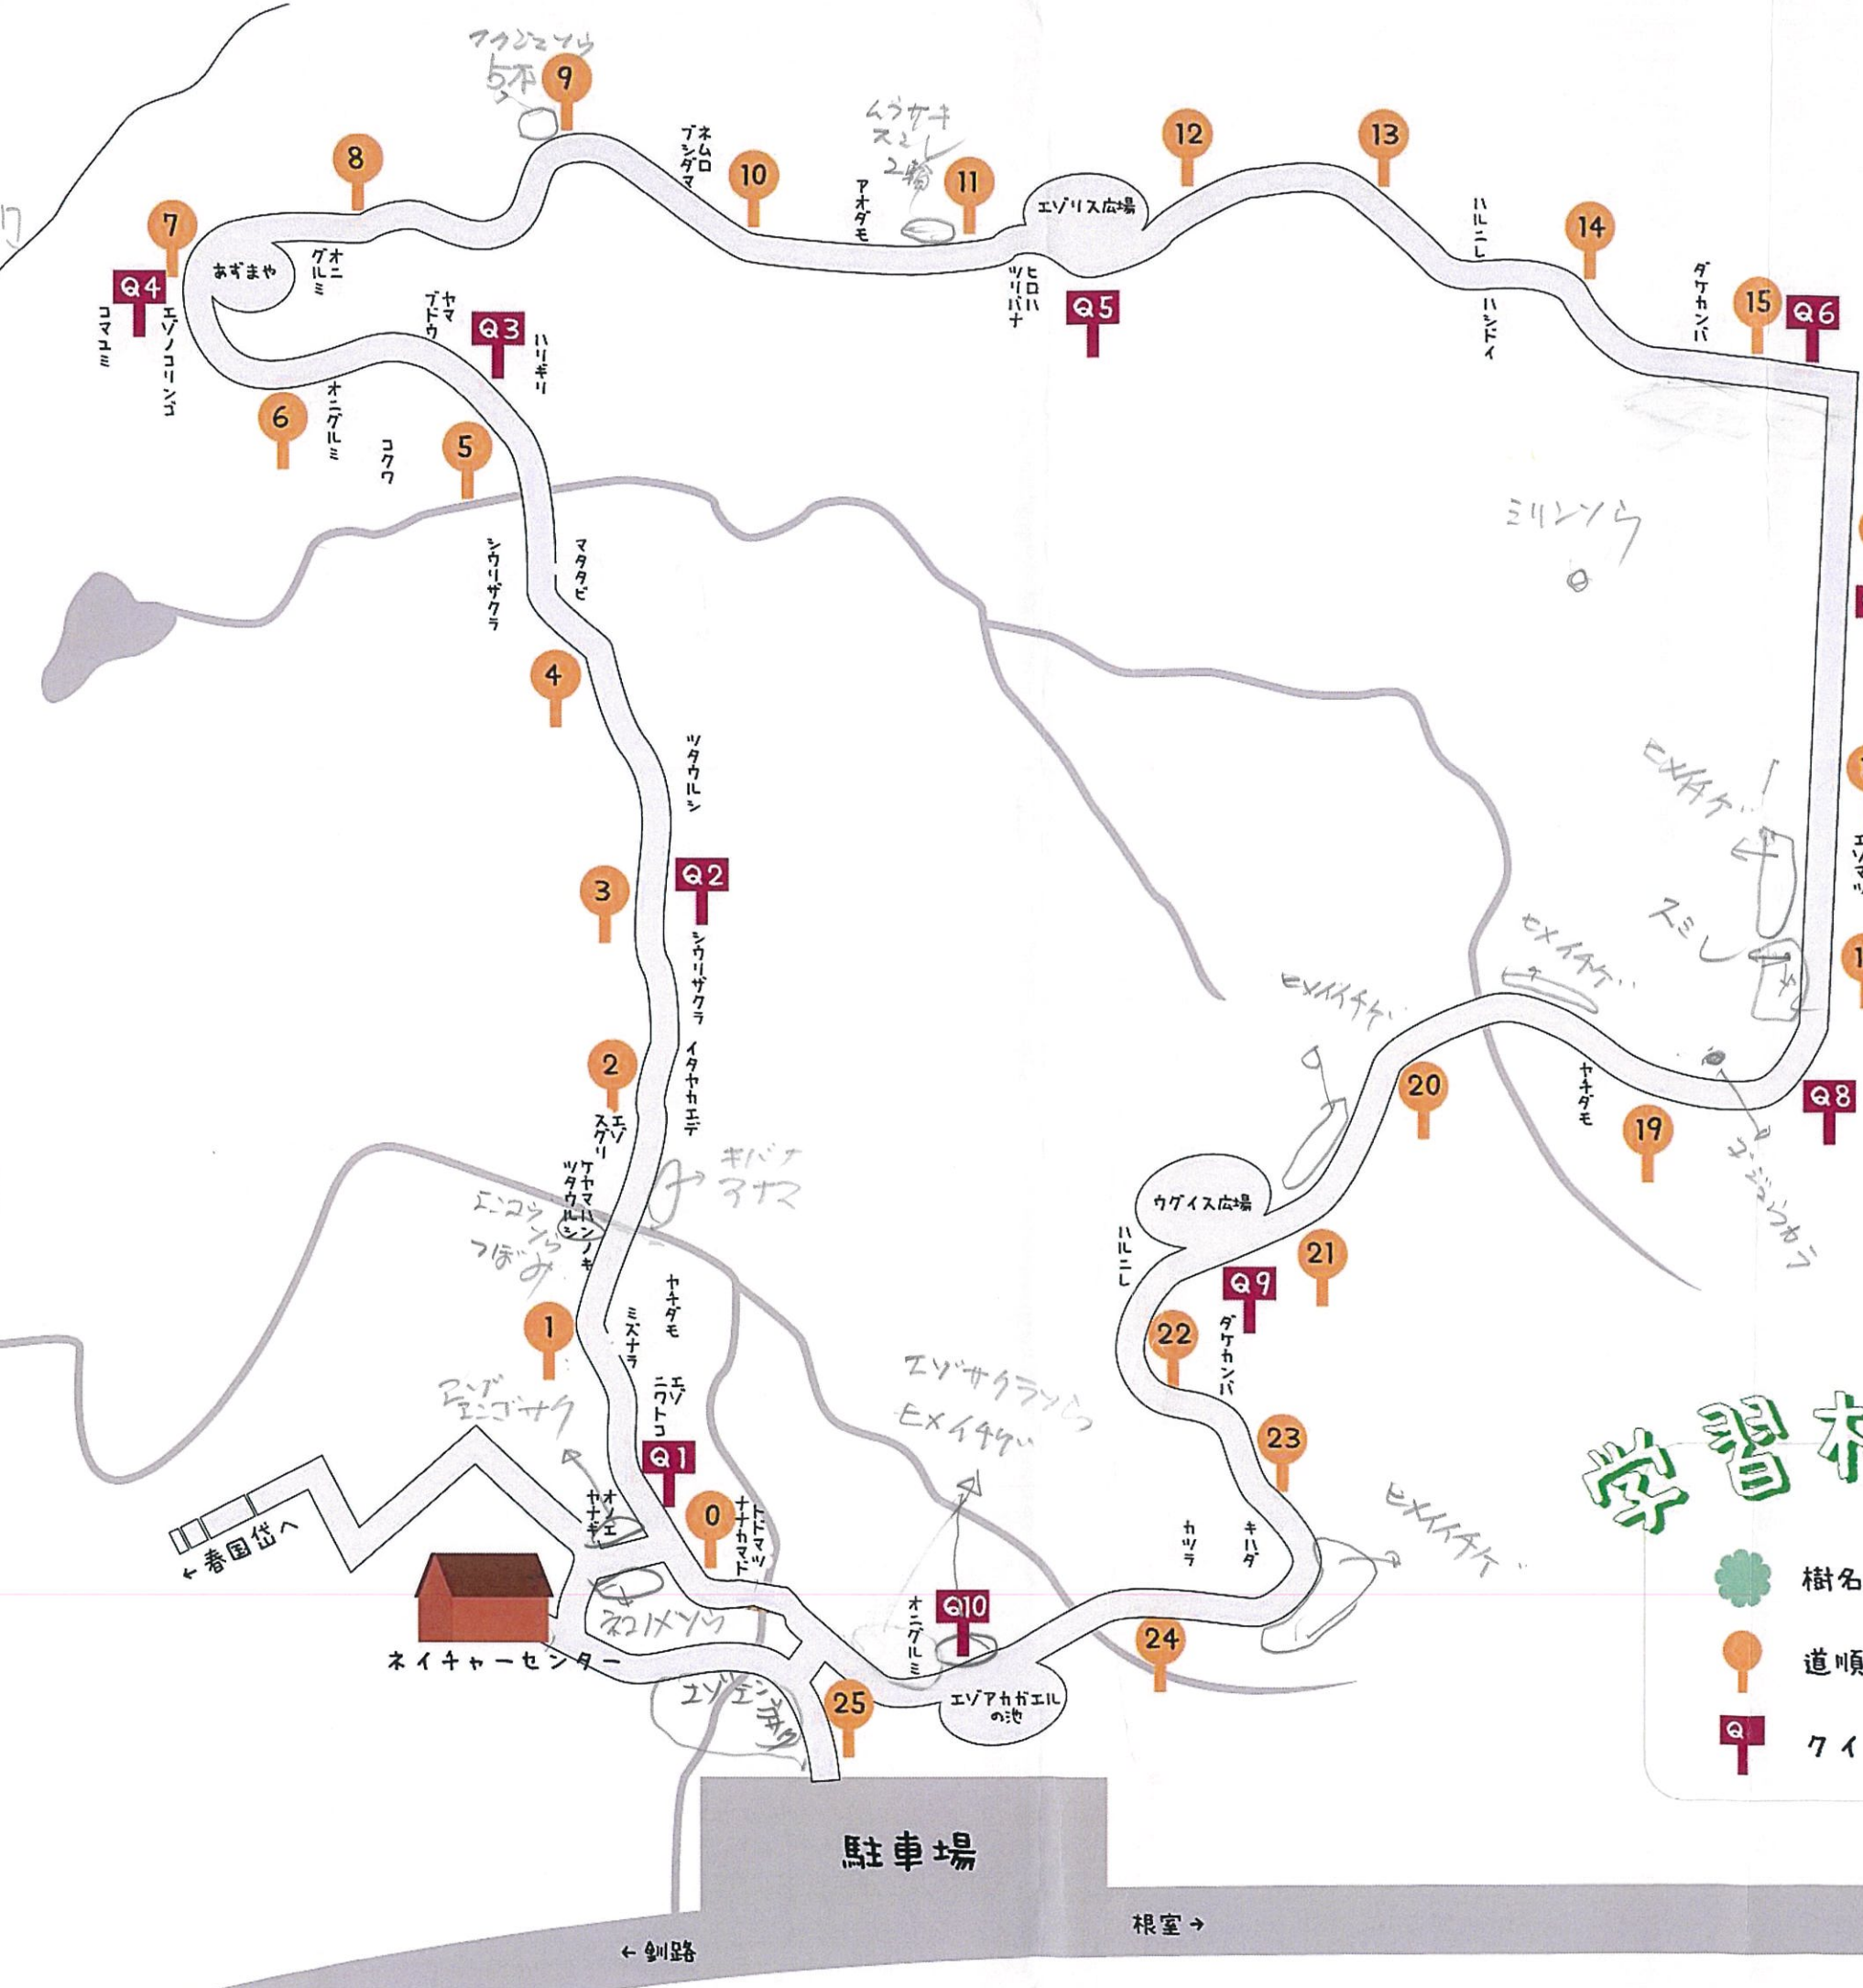 フクジュソウ
5本
9
8
7
Q4
コマユミ
エゾノコリンゴ
あずまや
オニグルミ
ヤマブドウ
Q3
ハリギリ
6
オニグルミ
コクワ
5
ネムロブシダマ
10
アオダモ
ムラサキ
スミレ
2輪
11
エゾリス広場
ヒロハツリバナ
Q5
12
13
ハルニレ
ハシドイ
14
ダケカンバ
15
Q6
シウリザクラ
マタタビ
4
ツタウルシ
3
Q2
シウリザクラ
2
エゾスグリ
イタヤカエデ
ケヤマハンノキ
ツタウルシ
キバナ
エンコウ
ソウ
つぼみ
1
ヤチダモ
ミズナラ
エゾニワトコ
エゾ
エンゴサク
Q1
0
オノエヤナギ
トドマツ
ナナカマド
←春国岱へ
ネイチャーセンター
ネコノメソウ
25
オニグルミ
Q10
エゾアカガエル
の池
エゾサクラソウ
ヒメイチゲ
24
カツラ
キハダ
23
ヒメイチゲ
22
ダケカンバ
Q9
ハルニレ
ウグイス広場
21
ヒメイチゲ
20
ヒメイチゲ
ヤチダモ
19
Q8
スミレ
ヒメイチゲ
エゾマツ
学習
樹名
道順
Q
クイ
駐車場
←釧路
根室→